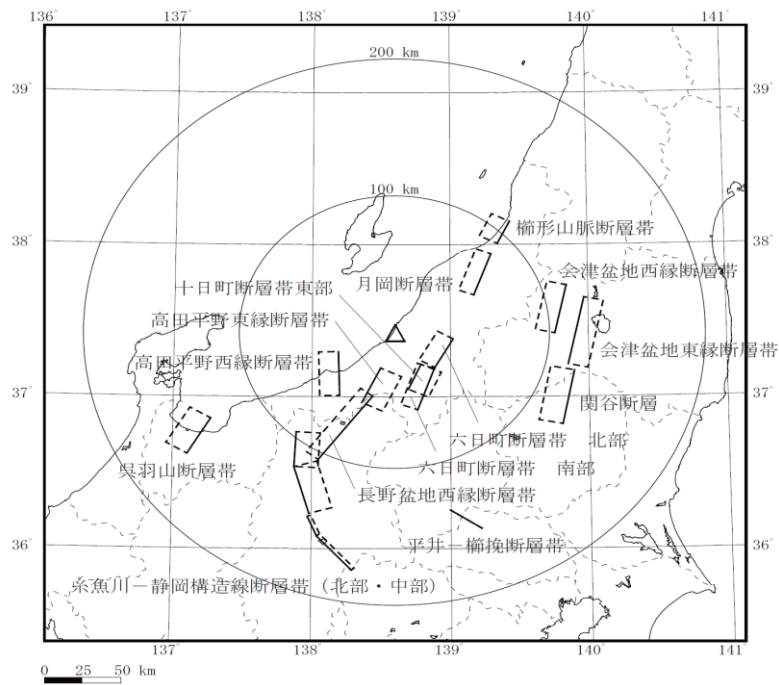 136° 137° 138° 139° 140° 141°
200 km
39° 39°
100 km
櫛形山脈断層帯
38° 38°
会津盆地西縁断層帯
月岡断層帯
十日町断層帯東部
高田平野東縁断層帯
会津盆地東縁断層帯
高田平野西縁断層帯
37° 37°
関谷断層
六日町断層帯 北部
呉羽山断層帯
六日町断層帯 南部
長野盆地西縁断層帯
平井－櫛挽断層帯
36° 36°
糸魚川－静岡構造線断層帯（北部・中部）
137° 138° 139° 140° 141°
0 25 50 km